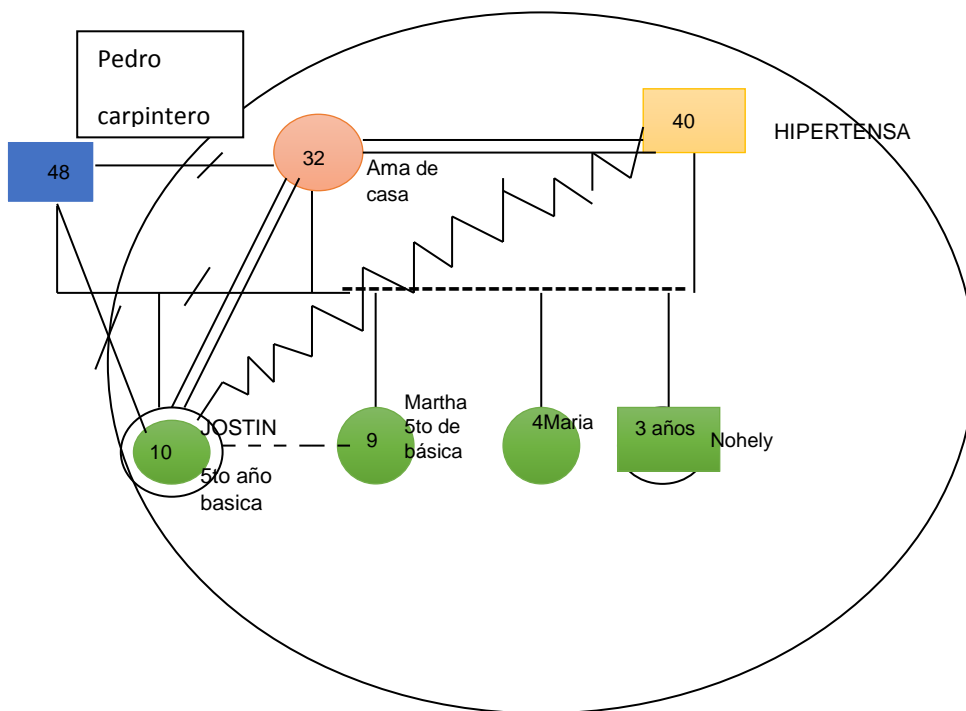 Pedro
carpintero
40
HIPERTENSA
32
48
Ama de
casa
JOSTIN
10
5to año
basica
Martha
5to de
básica
9
4Maria
3 años
Nohely